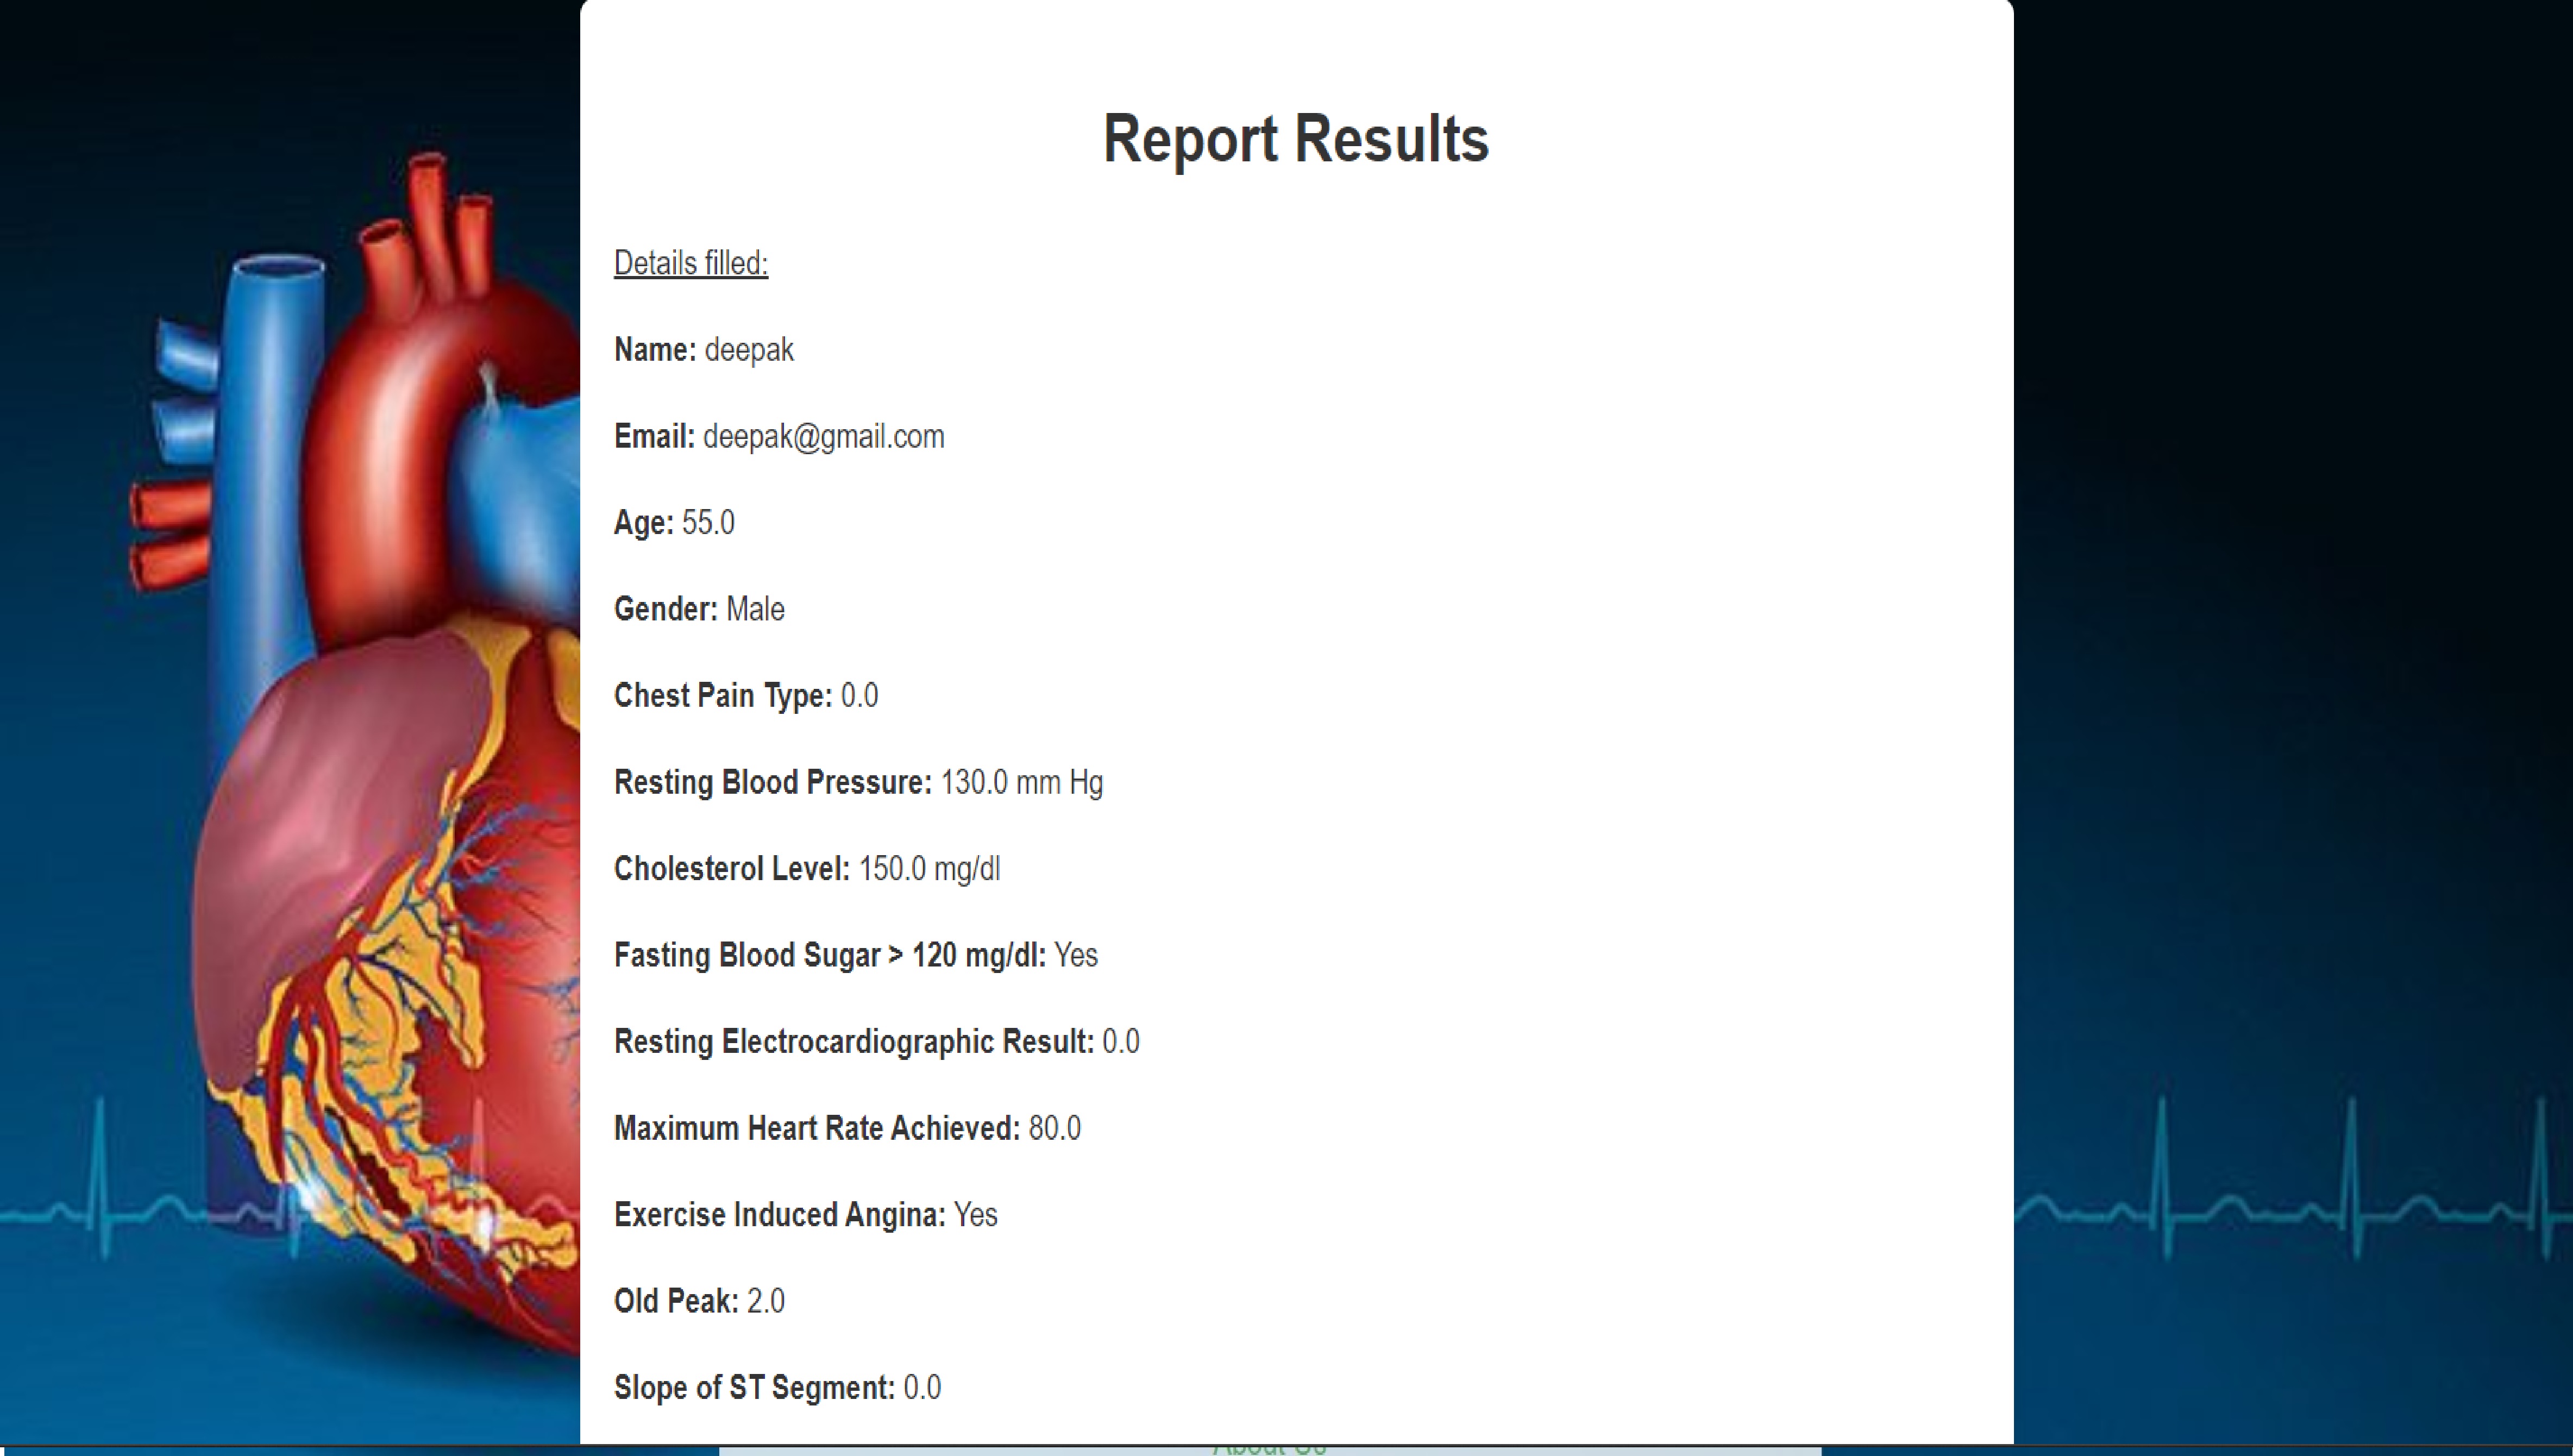 Report Results
Details filled:
Name: deepak
Email: deepak@gmail.com
Age: 55.0
Gender: Male
Chest Pain Type: 0.0
Resting Blood Pressure: 130.0 mm Hg
Cholesterol Level: 150.0 mg/dl
Fasting Blood Sugar > 120 mg/dl: Yes
Resting Electrocardiographic Result: 0.0
Maximum Heart Rate Achieved: 80.0
Exercise Induced Angina: Yes
Old Peak: 2.0
Slope of ST Segment: 0.0
About Us